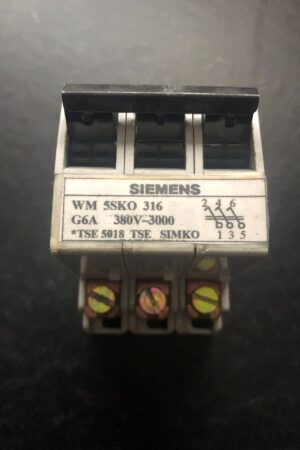 SIEMENS
WM 5SKO 316
G6A 380V~3000
*TSE 5018 TSE SIMKO
2 4 6
1 3 5